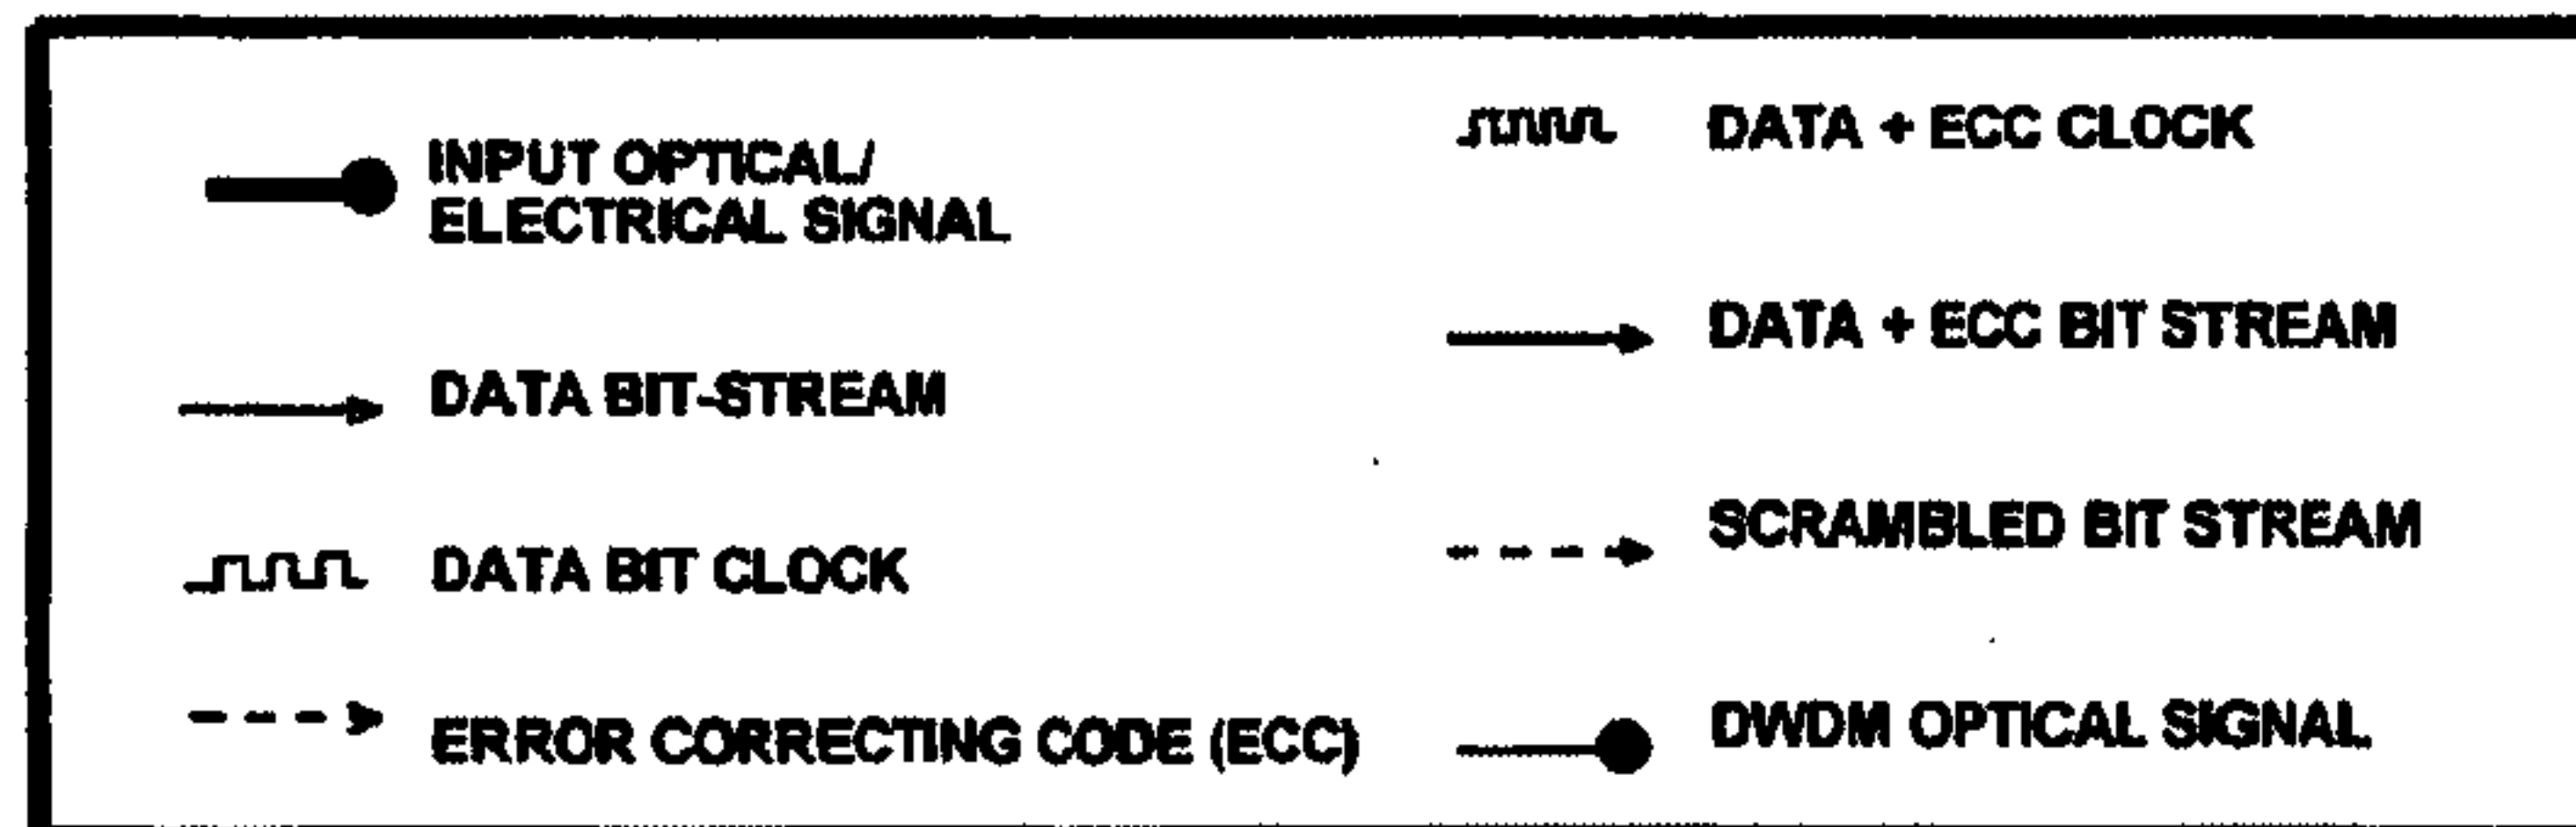 INPUT OPTICAL/
ELECTRICAL SIGNAL
DATA BIT-STREAM
DATA BIT CLOCK
ERROR CORRECTING CODE (ECC)
DATA + ECC CLOCK
DATA + ECC BIT STREAM
SCRAMBLED BIT STREAM
DWDM OPTICAL SIGNAL